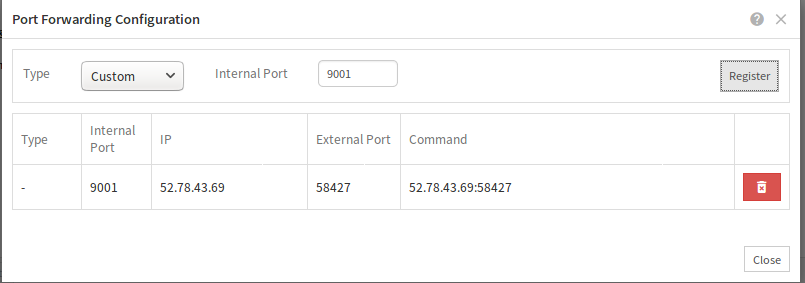 Port Forwarding Configuration
Type Custom Internal Port 9001 Register
Type Internal Port IP External Port Command
- 9001 52.78.43.69 58427 52.78.43.69:58427
Close